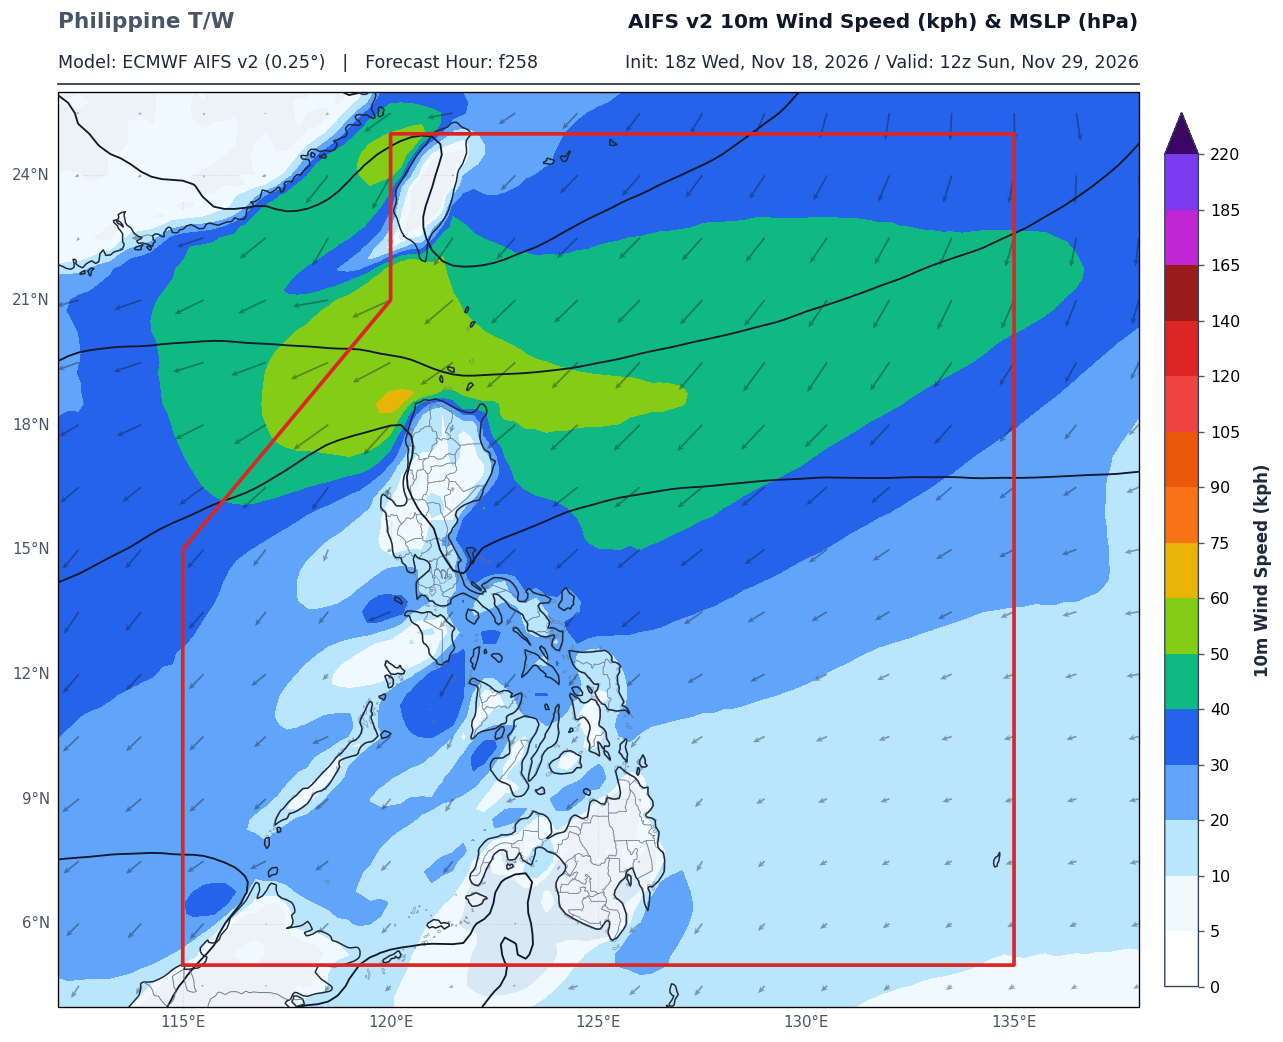 Philippine T/W
AIFS v2 10m Wind Speed (kph) & MSLP (hPa)
Model: ECMWF AIFS v2 (0.25°) | Forecast Hour: f258
Init: 18z Wed, Nov 18, 2026 / Valid: 12z Sun, Nov 29, 2026
24°N
21°N
18°N
15°N
12°N
9°N
6°N
115°E
120°E
125°E
130°E
135°E
220
185
165
140
120
105
90
75
60
50
40
30
20
10
5
0
10m Wind Speed (kph)